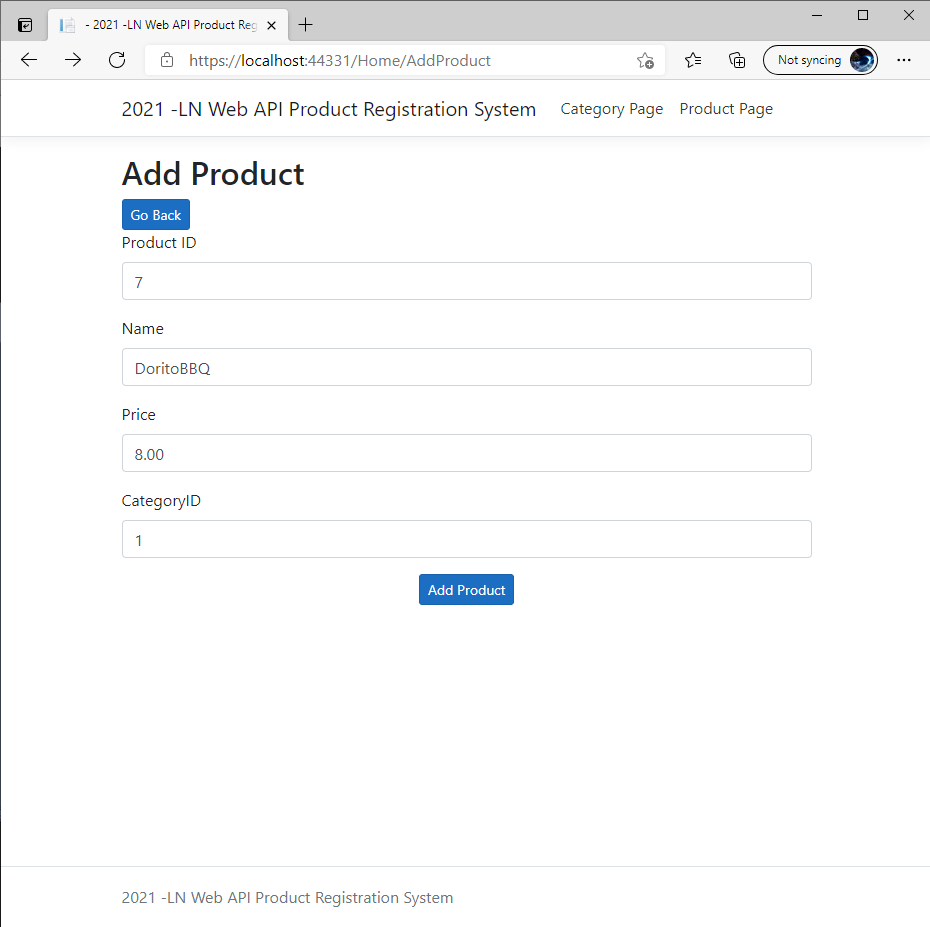 - 2021 -LN Web API Product Reg
https://localhost:44331/Home/AddProduct
Not syncing
2021 -LN Web API Product Registration System Category Page Product Page
Add Product
Go Back
Product ID
7
Name
DoritoBBQ
Price
8.00
CategoryID
1
Add Product
2021 -LN Web API Product Registration System